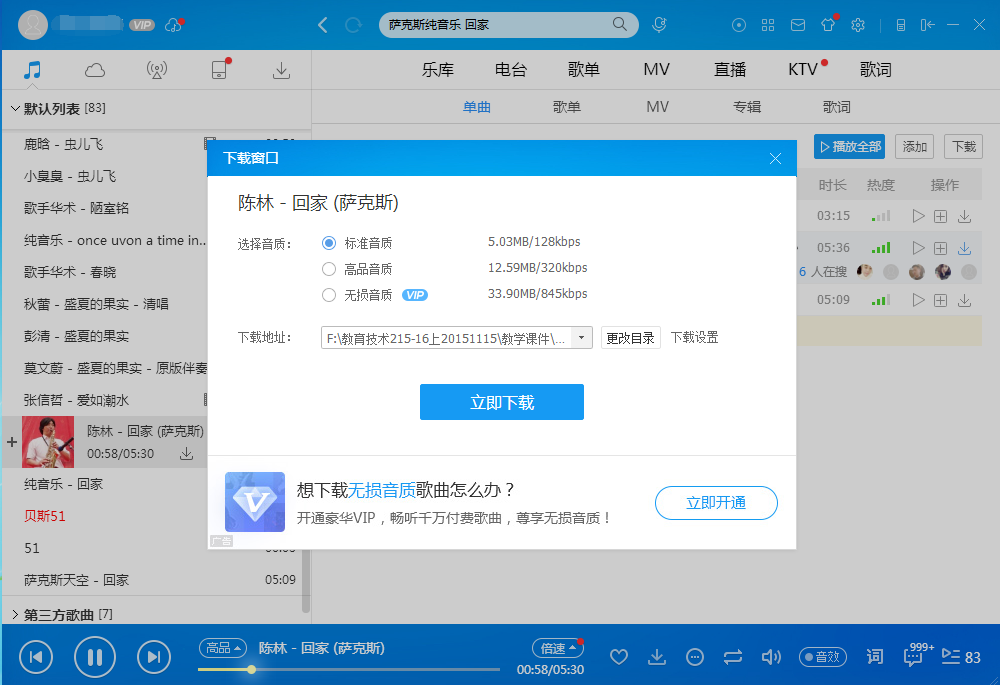 VIP
萨克斯纯音乐 回家
乐库 电台 歌单 MV 直播 KTV 歌词
单曲 歌单 MV 专辑 歌词
默认列表 [83]
鹿晗 - 虫儿飞
小臭臭 - 虫儿飞
歌手华术 - 陋室铭
纯音乐 - once uvon a time in..
歌手华术 - 春晓
秋蕾 - 盛夏的果实 - 清唱
彭清 - 盛夏的果实
莫文蔚 - 盛夏的果实 - 原版伴奏
张信哲 - 爱如潮水
陈林 - 回家 (萨克斯)
00:58/05:30
纯音乐 - 回家
贝斯51
51
萨克斯天空 - 回家 05:09
第三方歌曲 [7]
播放全部 添加 下载
时长 热度 操作
03:15
05:36
6 人在搜
05:09
下载窗口
陈林 - 回家 (萨克斯)
选择音质： 标准音质 5.03MB/128kbps
高品音质 12.59MB/320kbps
无损音质 VIP 33.90MB/845kbps
下载地址： F:\教育技术215-16上20151115\教学课件\... 更改目录 下载设置
立即下载
想下载无损音质歌曲怎么办？
开通豪华VIP，畅听千万付费歌曲，尊享无损音质！
立即开通
广告
高品 陈林 - 回家 (萨克斯) 倍速
00:58/05:30
音效 词 999+ 83